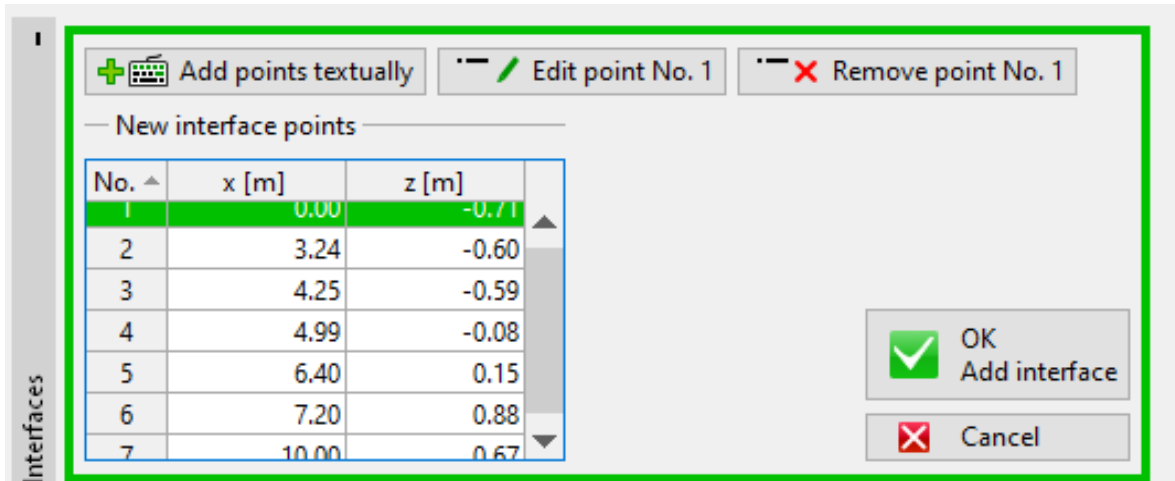 Add points textually Edit point No. 1 Remove point No. 1
New interface points
No. x [m] z [m]
1 0.00 -0.71
2 3.24 -0.60
3 4.25 -0.59
4 4.99 -0.08
5 6.40 0.15
6 7.20 0.88
7 10.00 0.67
OK
Add interface
Cancel
Interfaces